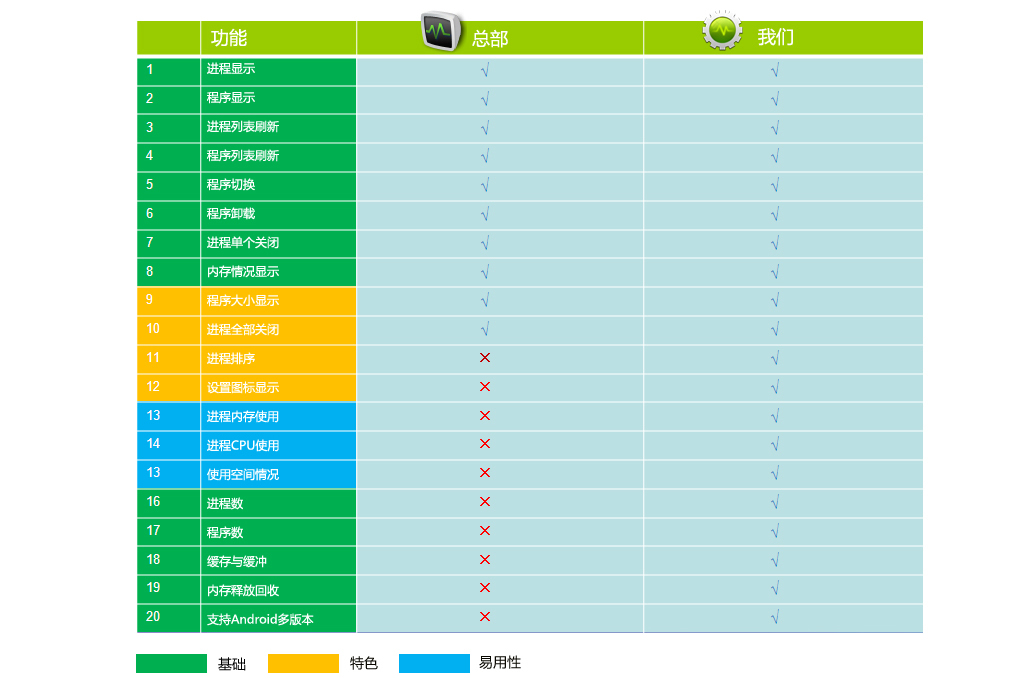 功能 总部 我们
1 进程显示 √ √
2 程序显示 √ √
3 进程列表刷新 √ √
4 程序列表刷新 √ √
5 程序切换 √ √
6 程序卸载 √ √
7 进程单个关闭 √ √
8 内存情况显示 √ √
9 程序大小显示 √ √
10 进程全部关闭 √ √
11 进程排序 × √
12 设置图标显示 × √
13 进程内存使用 × √
14 进程CPU使用 × √
13 使用空间情况 × √
16 进程数 × √
17 程序数 × √
18 缓存与缓冲 × √
19 内存释放回收 × √
20 支持Android多版本 × √
基础 特色 易用性